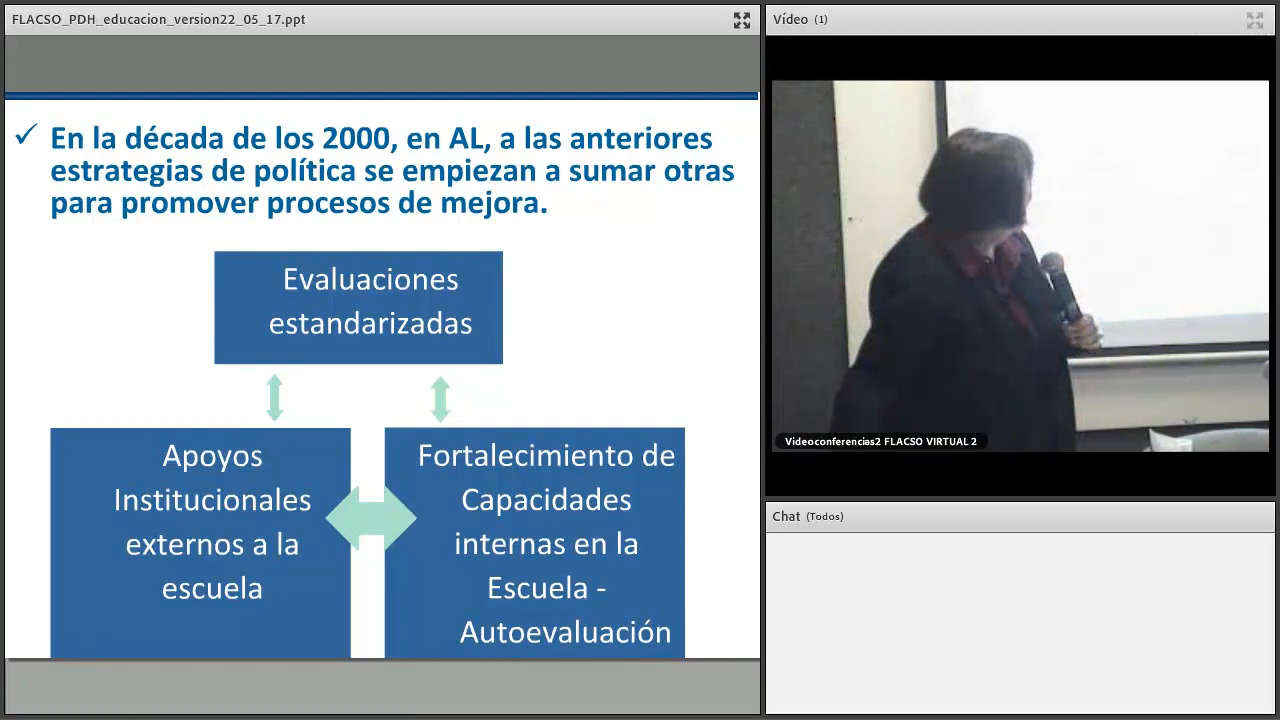 FLACSO_PDH_educacion_version22_05_17.ppt
✓ En la década de los 2000, en AL, a las anteriores
estrategias de política se empiezan a sumar otras
para promover procesos de mejora.
Evaluaciones
estandarizadas
Apoyos
Institucionales
externos a la
escuela
Fortalecimiento de
Capacidades
internas en la
Escuela -
Autoevaluación
Vídeo (1)
Videoconferencias2 FLACSO VIRTUAL 2
Chat (Todos)